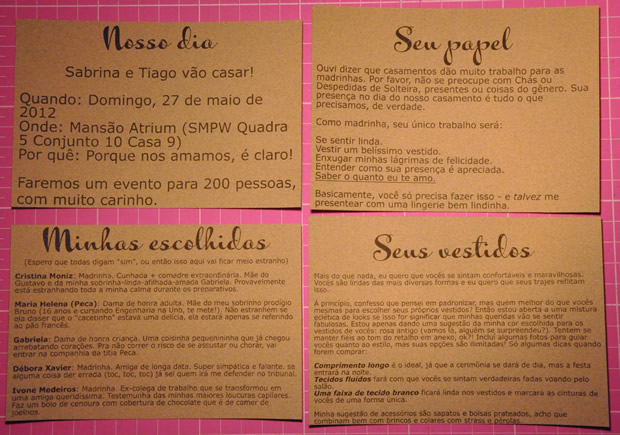 Nosso dia
Sabrina e Tiago vão casar!
Quando: Domingo, 27 de maio de
2012
Onde: Mansão Atrium (SMPW Quadra
5 Conjunto 10 Casa 9)
Por quê: Porque nos amamos, é claro!
Faremos um evento para 200 pessoas,
com muito carinho.
Seu papel
Ouvi dizer que casamentos dão muito trabalho para as
madrinhas. Por favor, não se preocupe com Chás ou
Despedidas de Solteira, presentes ou coisas do gênero. Sua
presença no dia do nosso casamento é tudo o que
precisamos, de verdade.
Como madrinha, seu único trabalho será:
Se sentir linda.
Vestir um belíssimo vestido.
Enxugar minhas lágrimas de felicidade.
Entender como sua presença é apreciada.
Saber o quanto eu te amo.
Basicamente, você só precisa fazer isso - e talvez me
presentear com uma lingerie bem lindinha.
Minhas escolhidas
(Espero que todas digam "sim", ou então isso aqui vai ficar meio estranho)
Cristina Moniz: Madrinha. Cunhada + comadre extraordinária. Mãe do
Gustavo e da minha sobrinha-linda-afilhada-amada Gabriela. Provavelmente
está estranhando toda a minha calma durante os preparativos.
Maria Helena (Peca): Dama de honra adulta. Mãe do meu sobrinho prodígio
Bruno (16 anos e cursando Engenharia na Unb, te mete!). Não estranhem se
ela disser que o "cacetinho" estava uma delícia, ela estará apenas se referindo
ao pão francês.
Gabriela: Dama de honra criança. Uma coisinha pequenininha que já chegou
arrebatando corações. Pra não correr o risco de se assustar ou chorar, vai
entrar na companhia da titia Peca.
Débora Xavier: Madrinha. Amiga de longa data. Super simpática e falante, se
alguma coisa der errada (toc, toc, toc) já sei quem irá me defender no tribunal.
Ivone Medeiros: Madrinha. Ex-colega de trabalho que se transformou em
uma amiga queridíssima. Testemunha das minhas maiores loucuras capilares.
Faz um bolo de cenoura com cobertura de chocolate que é de comer de
joelhos.
Seus vestidos
Mais do que nada, eu quero que vocês se sintam confortáveis e maravilhosas.
Vocês são lindas das mais diversas formas e eu quero que seus trajes reflitam
isso.
À princípio, confesso que pensei em padronizar, mas quem melhor do que vocês
mesmas para escolher seus próprios vestidos? Então estou aberta a uma mistura
eclética de looks se isso for significar que minhas queridas vão se sentir
fabulosas. Estou apenas dando uma sugestão da minha cor escolhida para os
vestidos de vocês: rosa antigo (vamos lá, alguém se surpreendeu?). Tentem se
manter fiéis ao tom do retalho em anexo, ok?! Incluí algumas fotos para guiar
vocês quanto ao estilo, mas suas opções são ilimitadas? Só algumas dicas quando
forem comprar:
Comprimento longo é o ideal, já que a cerimônia se dará de dia, mas a festa
entrará na noite.
Tecidos fluidos fará com que vocês se sintam verdadeiras fadas voando pelo
salão.
Uma faixa de tecido branco ficará linda nos vestidos e marcará as cinturas de
vocês de uma forma única.
Minha sugestão de acessórios são sapatos e bolsas prateados, acho que
combinam bem com brincos e colares com strass e pérolas.